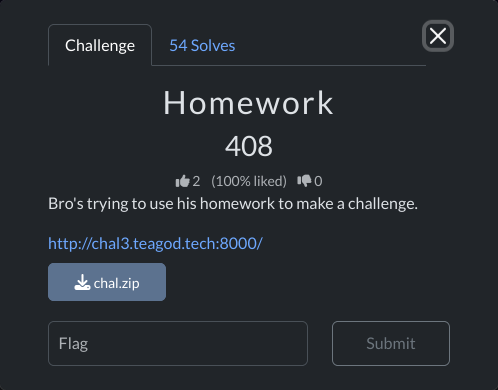 Challenge
54 Solves
Homework
408
2 (100% liked) 0
Bro's trying to use his homework to make a challenge.
http://chal3.teagod.tech:8000/
chal.zip
Flag
Submit